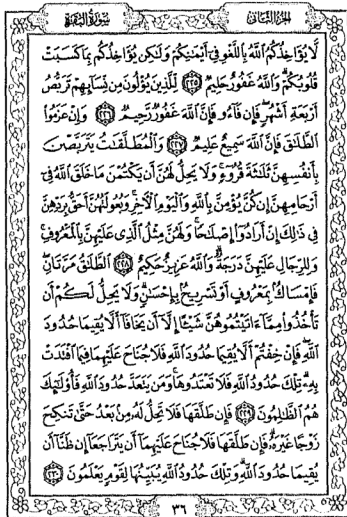 الجزء الثاني
سورة البقرة
لَّا يُؤَاخِذُكُمُ اللَّهُ بِاللَّغْوِ فِي أَيْمَانِكُمْ وَلَٰكِن يُؤَاخِذُكُم بِمَا كَسَبَتْ
قُلُوبُكُمْ وَاللَّهُ غَفُورٌ حَلِيمٌ ٢٢٥ لِّلَّذِينَ يُؤْلُونَ مِن نِّسَائِهِمْ تَرَبُّصُ
أَرْبَعَةِ أَشْهُرٍ فَإِن فَاءُو فَإِنَّ اللَّهَ غَفُورٌ رَّحِيمٌ ٢٢٦ وَإِنْ عَزَمُوا
الطَّلَاقَ فَإِنَّ اللَّهَ سَمِيعٌ عَلِيمٌ ٢٢٧ وَالْمُطَلَّقَاتُ يَتَرَبَّصْنَ
بِأَنفُسِهِنَّ ثَلَاثَةَ قُرُوءٍ وَلَا يَحِلُّ لَهُنَّ أَن يَكْتُمْنَ مَا خَلَقَ اللَّهُ فِي
أَرْحَامِهِنَّ إِن كُنَّ يُؤْمِنَّ بِاللَّهِ وَالْيَوْمِ الْآخِرِ وَبُعُولَتُهُنَّ أَحَقُّ بِرَدِّهِنَّ
فِي ذَٰلِكَ إِنْ أَرَادُوا إِصْلَاحًا وَلَهُنَّ مِثْلُ الَّذِي عَلَيْهِنَّ بِالْمَعْرُوفِ
وَلِلرِّجَالِ عَلَيْهِنَّ دَرَجَةٌ وَاللَّهُ عَزِيزٌ حَكِيمٌ ٢٢٨ الطَّلَاقُ مَرَّتَانِ
فَإِمْسَاكٌ بِمَعْرُوفٍ أَوْ تَسْرِيحٌ بِإِحْسَانٍ وَلَا يَحِلُّ لَكُمْ أَن
تَأْخُذُوا مِمَّا ءَاتَيْتُمُوهُنَّ شَيْئًا إِلَّا أَن يَخَافَا أَلَّا يُقِيمَا حُدُودَ
اللَّهِ فَإِنْ خِفْتُمْ أَلَّا يُقِيمَا حُدُودَ اللَّهِ فَلَا جُنَاحَ عَلَيْهِمَا فِيمَا افْتَدَتْ
بِهِ تِلْكَ حُدُودُ اللَّهِ فَلَا تَعْتَدُوهَا وَمَن يَتَعَدَّ حُدُودَ اللَّهِ فَأُولَٰئِكَ
هُمُ الظَّالِمُونَ ٢٢٩ فَإِن طَلَّقَهَا فَلَا تَحِلُّ لَهُ مِن بَعْدُ حَتَّىٰ تَنكِحَ
زَوْجًا غَيْرَهُ فَإِن طَلَّقَهَا فَلَا جُنَاحَ عَلَيْهِمَا أَن يَتَرَاجَعَا إِن ظَنَّا أَن
يُقِيمَا حُدُودَ اللَّهِ وَتِلْكَ حُدُودُ اللَّهِ يُبَيِّنُهَا لِقَوْمٍ يَعْلَمُونَ ٢٣٠
٣٦